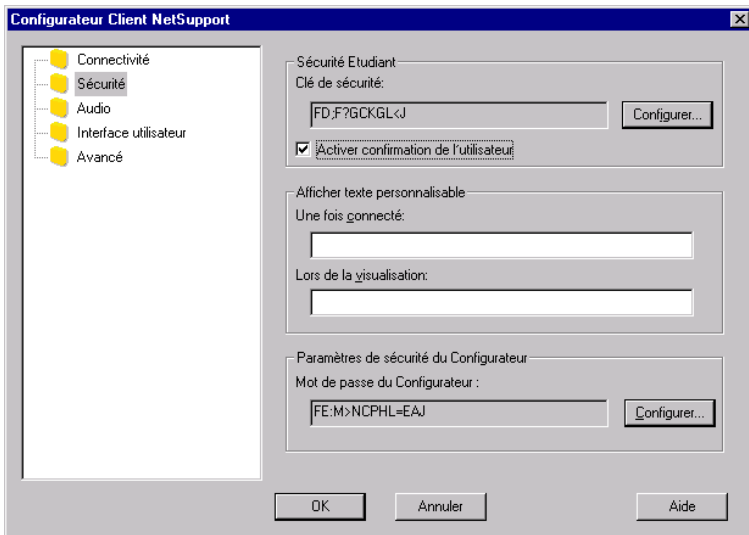 Configurateur Client NetSupport
Connectivité
Sécurité
Audio
Interface utilisateur
Avancé
Sécurité Etudiant
Clé de sécurité:
FD;F?GCKGL<J
Configurer...
Activer confirmation de l'utilisateur
Afficher texte personnalisable
Une fois connecté:
Lors de la visualisation:
Paramètres de sécurité du Configurateur
Mot de passe du Configurateur :
FE:M>NCPHL=EAJ
Configurer...
OK
Annuler
Aide